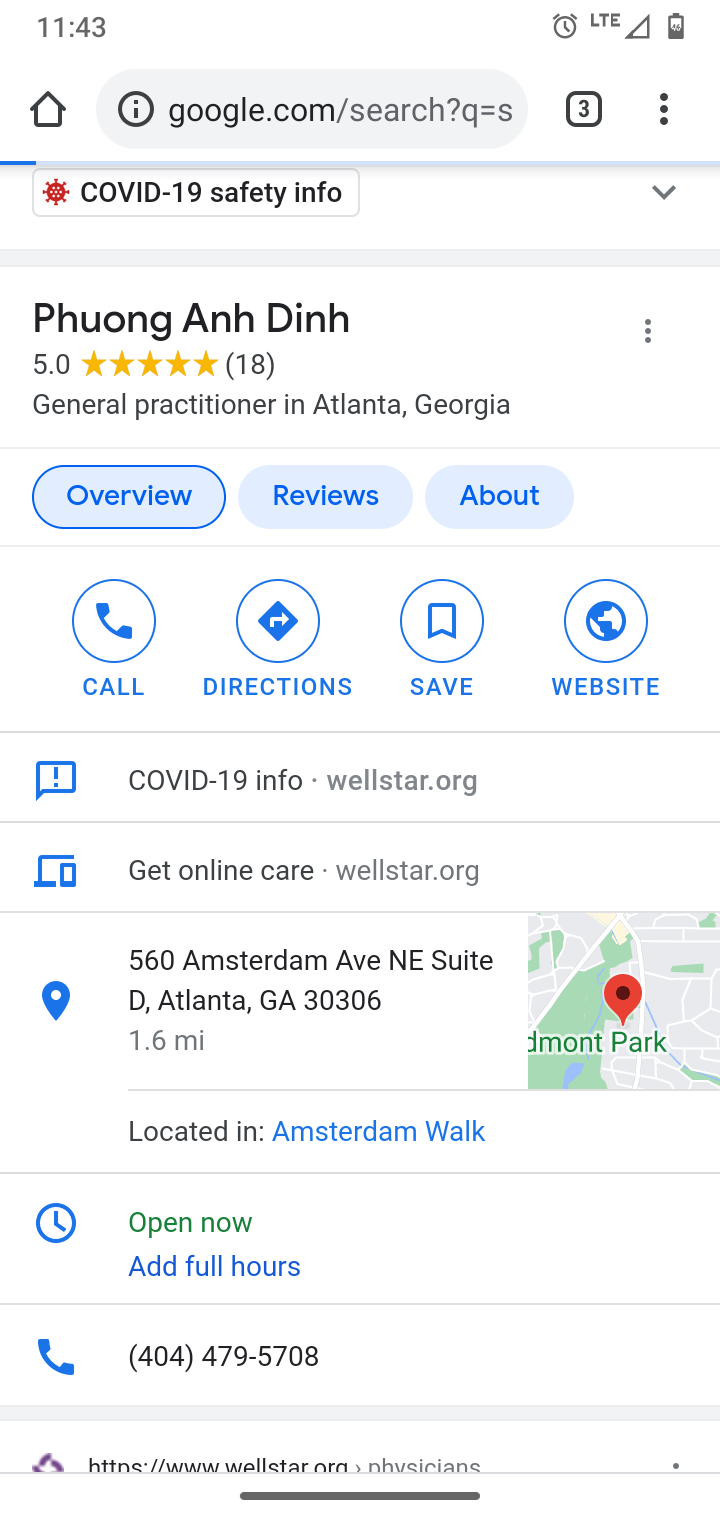 11:43
LTE
46
google.com/search?q=s
3
COVID-19 safety info
Phuong Anh Dinh
5.0
(18)
General practitioner in Atlanta, Georgia
Overview
Reviews
About
CALL
DIRECTIONS
SAVE
WEBSITE
COVID-19 info · wellstar.org
Get online care · wellstar.org
560 Amsterdam Ave NE Suite
D, Atlanta, GA 30306
1.6 mi
dmont Park
Located in: Amsterdam Walk
Open now
Add full hours
(404) 479-5708
https://www.wellstar.org › physicians